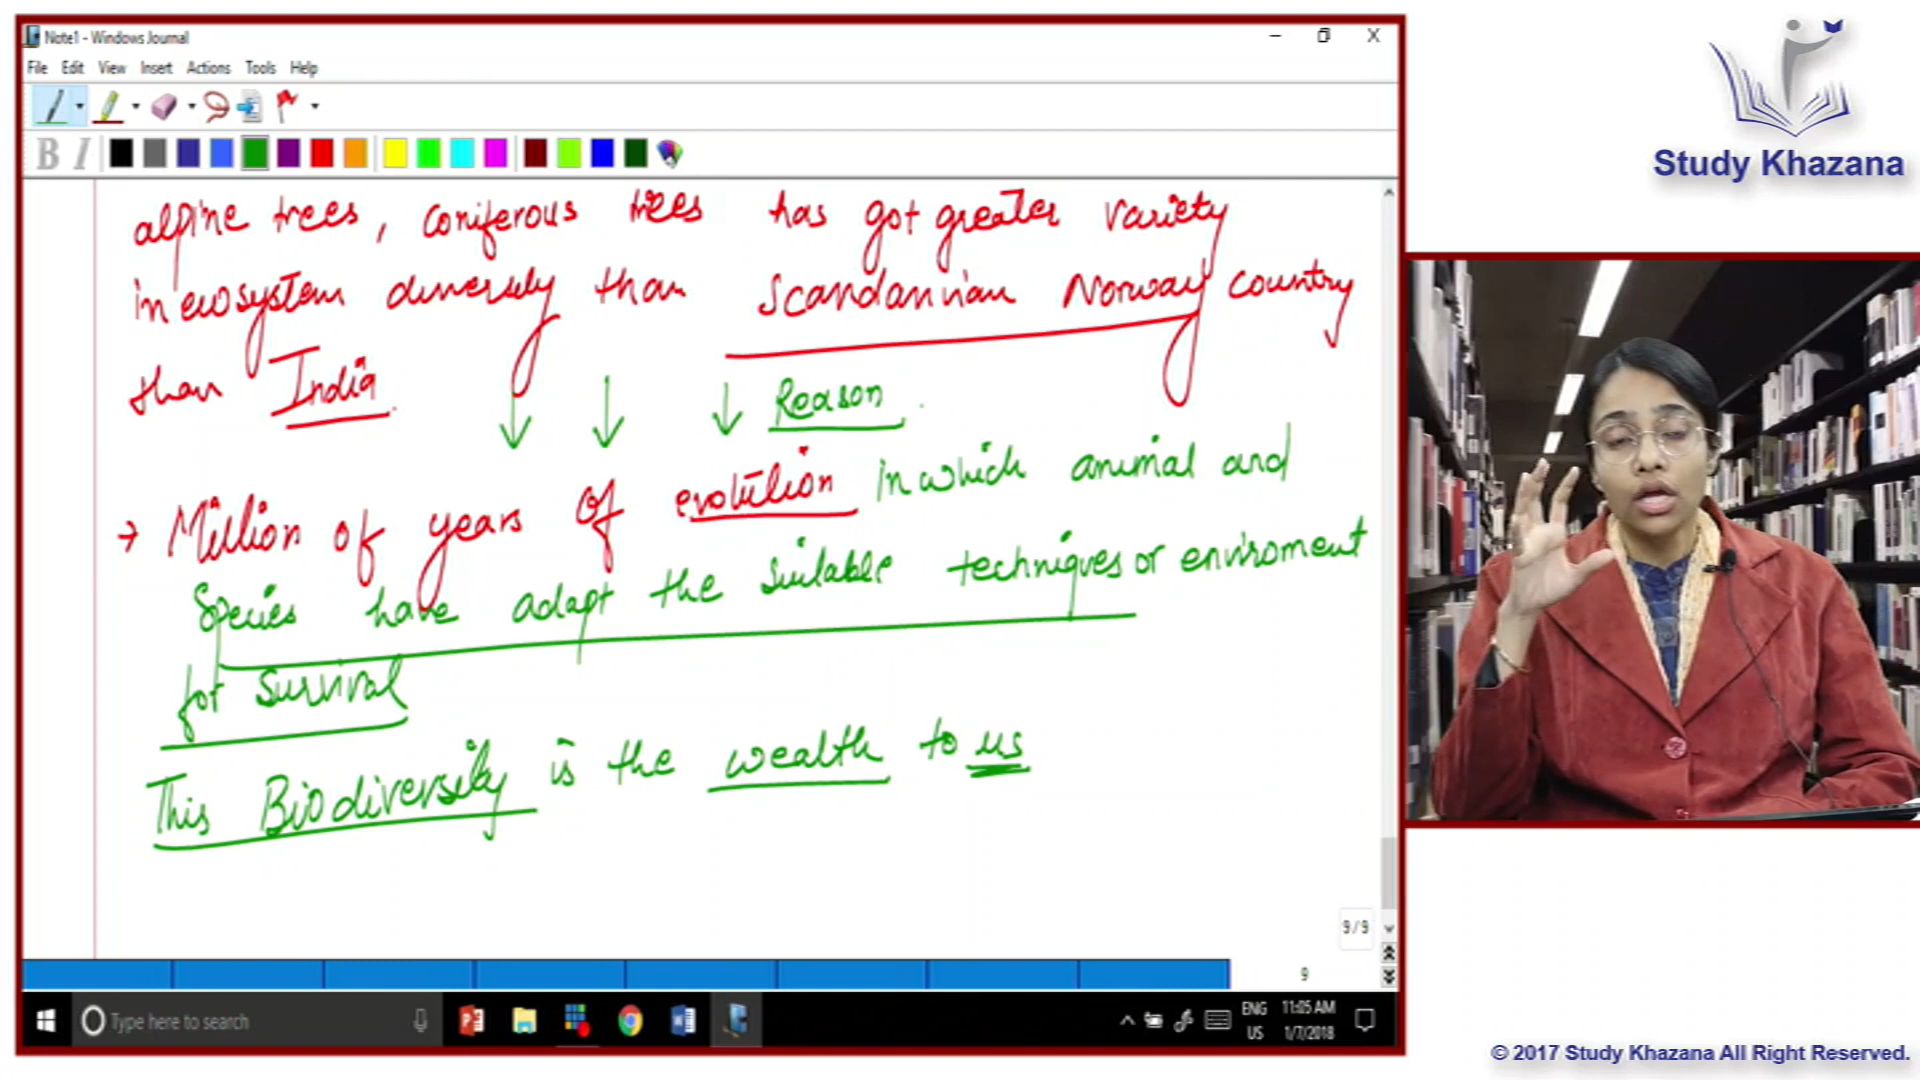 Note1 - Windows Journal
File Edit View Insert Actions Tools Help
B I
Study Khazana
alpine trees, coniferous trees has got greater variety
in ecosystem diversity than Scandanvian Norway country
than India.
Reason
→ Million of years of evolution in which animal and
Species have adapt the suitable techniques or enviroment
for Survival
This Biodiversity is the wealth to us
9 / 9
9
Type here to search
ENG
US
11:05 AM
1/7/2018
© 2017 Study Khazana All Right Reserved.